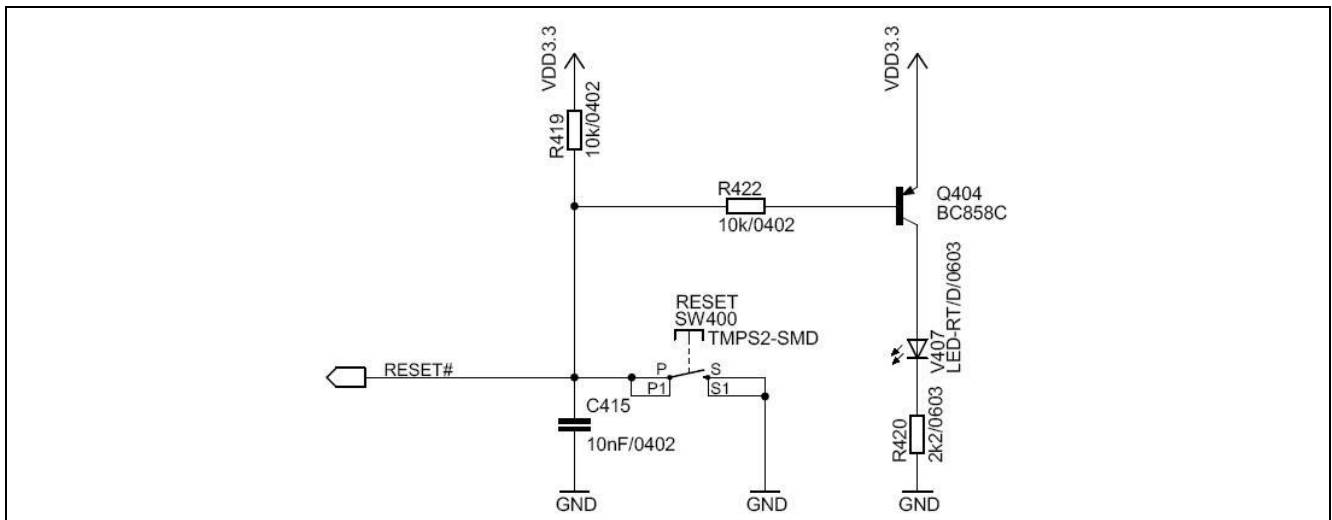 VDD3.3
VDD3.3
R419
10k/0402
R422
10k/0402
Q404
BC858C
RESET
SW400
TMPS2-SMD
V407
LED-RT/D/0603
RESET#
P
S
P1
S1
C415
10nF/0402
R420
2k2/0603
GND
GND
GND